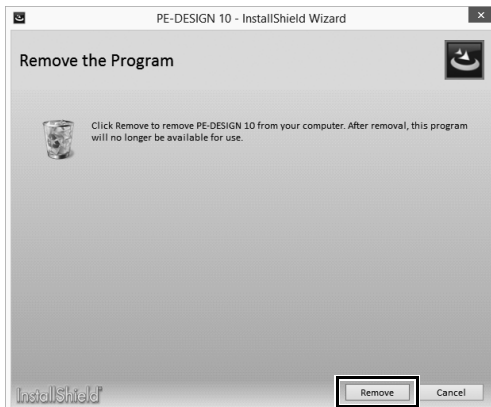 PE-DESIGN 10 - InstallShield Wizard
Remove the Program
Click Remove to remove PE-DESIGN 10 from your computer. After removal, this program
will no longer be available for use.
InstallShield
Remove
Cancel